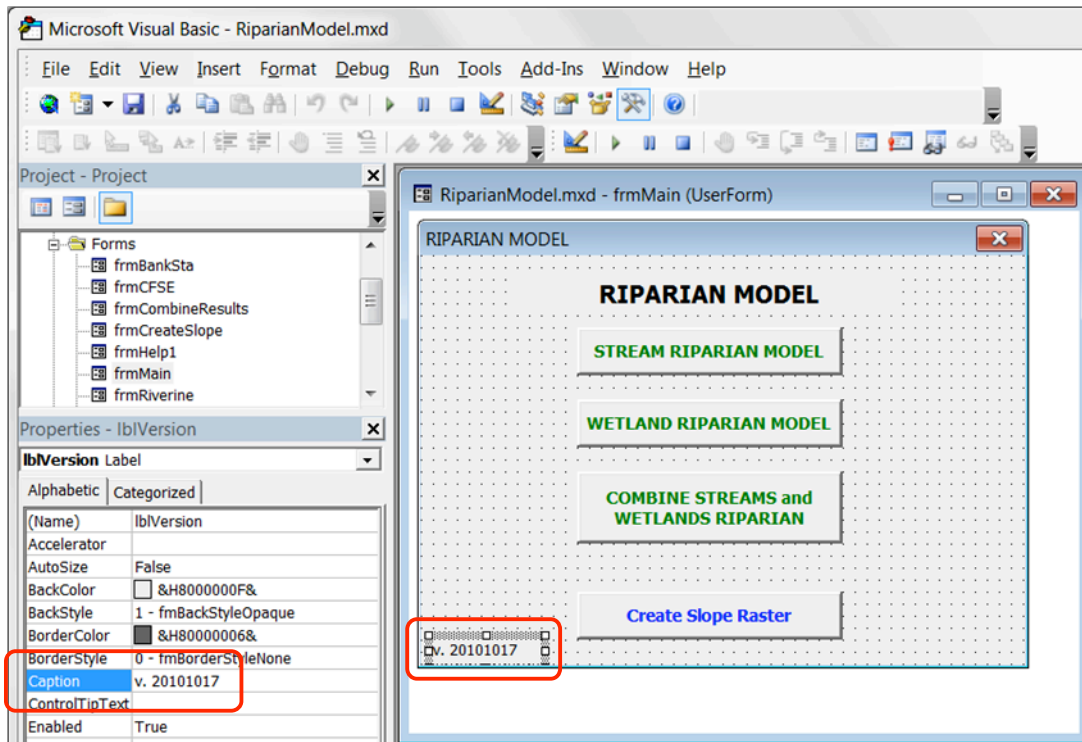 Microsoft Visual Basic - RiparianModel.mxd
File Edit View Insert Format Debug Run Tools Add-Ins Window Help
Project - Project
Forms
frmBankSta
frmCFSE
frmCombineResults
frmCreateSlope
frmHelp1
frmMain
frmRiverine
Properties - lblVersion
lblVersion Label
Alphabetic Categorized
(Name) lblVersion
Accelerator
AutoSize False
BackColor &H8000000F&
BackStyle 1 - fmBackStyleOpaque
BorderColor &H80000006&
BorderStyle 0 - fmBorderStyleNone
Caption v. 20101017
ControlTipText
Enabled True
RiparianModel.mxd - frmMain (UserForm)
RIPARIAN MODEL
RIPARIAN MODEL
STREAM RIPARIAN MODEL
WETLAND RIPARIAN MODEL
COMBINE STREAMS and
WETLANDS RIPARIAN
Create Slope Raster
v. 20101017